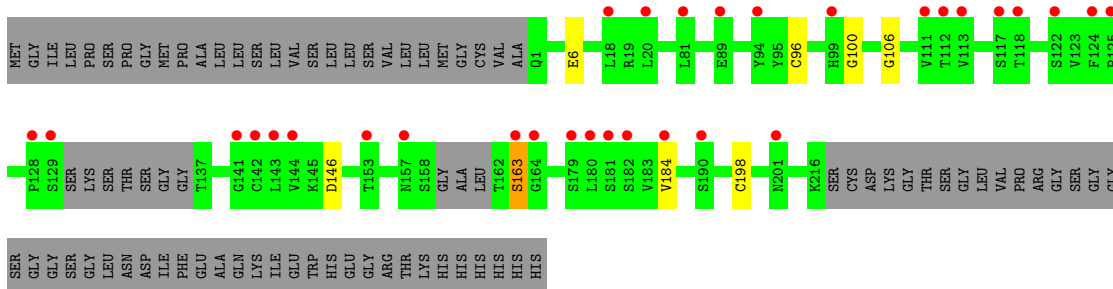 MET GLY ILE LEU PRO SER PRO GLY MET PRO ALA LEU LEU SER LEU VAL SER LEU LEU SER VAL LEU LEU MET GLY CYS VAL ALA Q1 E6 L18 R19 L20 L81 E89 Y94 Y95 C96 H99 G100 G106 V111 T112 V113 S117 T118 S122 V123 F124 P125
P128 S129 SER LYS SER THR SER GLY GLY T137 G141 C142 L143 V144 K145 D146 T153 N157 S158 GLY ALA LEU T162 S163 G164 S179 L180 S181 S182 V183 V184 S190 C198 N201 K216 SER CYS ASP LYS GLY THR SER GLY LEU VAL PRO ARG GLY SER GLY GLY
SER GLY GLY SER GLY LEU ASN ASP ILE PHE GLU ALA GLN LYS ILE GLU TRP HIS GLU GLY ARG THR LYS HIS HIS HIS HIS HIS HIS